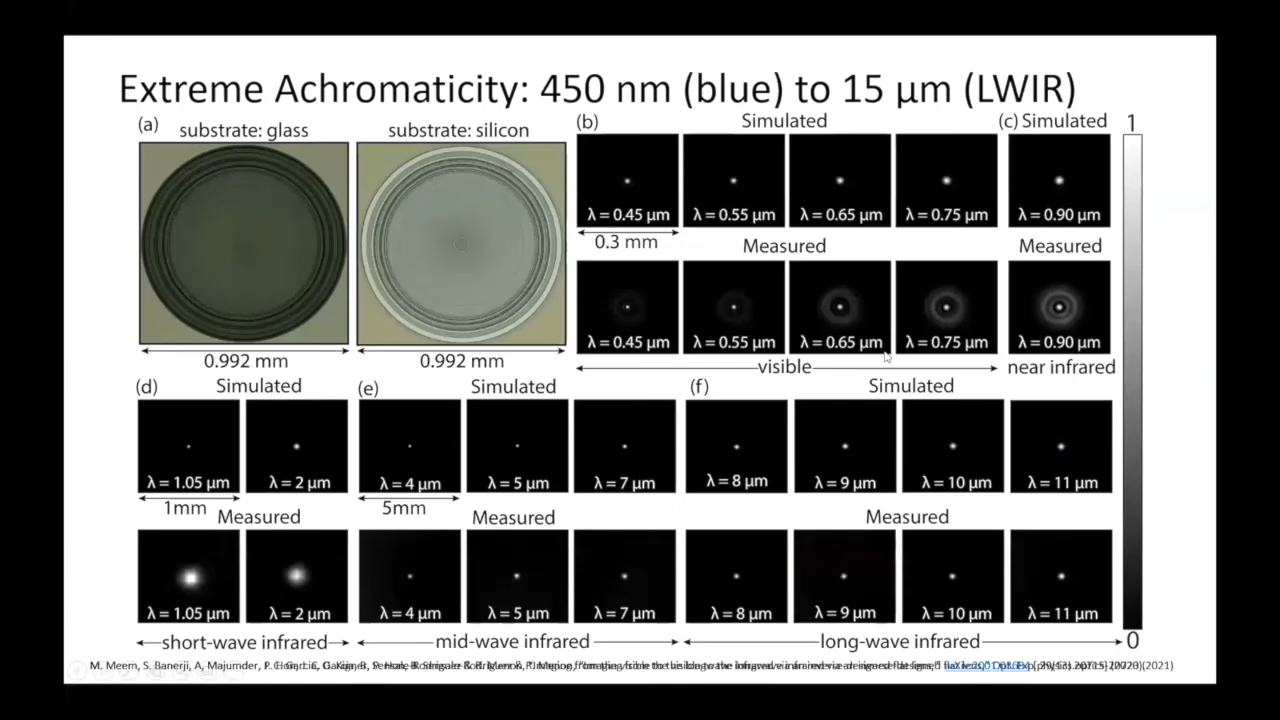 Extreme Achromaticity: 450 nm (blue) to 15 μm (LWIR)
(a) substrate: glass substrate: silicon
0.992 mm 0.992 mm
(b) Simulated
λ = 0.45 μm λ = 0.55 μm λ = 0.65 μm λ = 0.75 μm
0.3 mm
Measured
λ = 0.45 μm λ = 0.55 μm λ = 0.65 μm λ = 0.75 μm
visible
(c) Simulated
λ = 0.90 μm
Measured
λ = 0.90 μm
near infrared
1
0
(d) Simulated
λ = 1.05 μm λ = 2 μm
1mm
Measured
λ = 1.05 μm λ = 2 μm
short-wave infrared
(e) Simulated
λ = 4 μm λ = 5 μm λ = 7 μm
5mm
Measured
λ = 4 μm λ = 5 μm λ = 7 μm
mid-wave infrared
(f) Simulated
λ = 8 μm λ = 9 μm λ = 10 μm λ = 11 μm
Measured
λ = 8 μm λ = 9 μm λ = 10 μm λ = 11 μm
long-wave infrared
M. Meem, S. Banerji, A, Majumder, P. (2021)